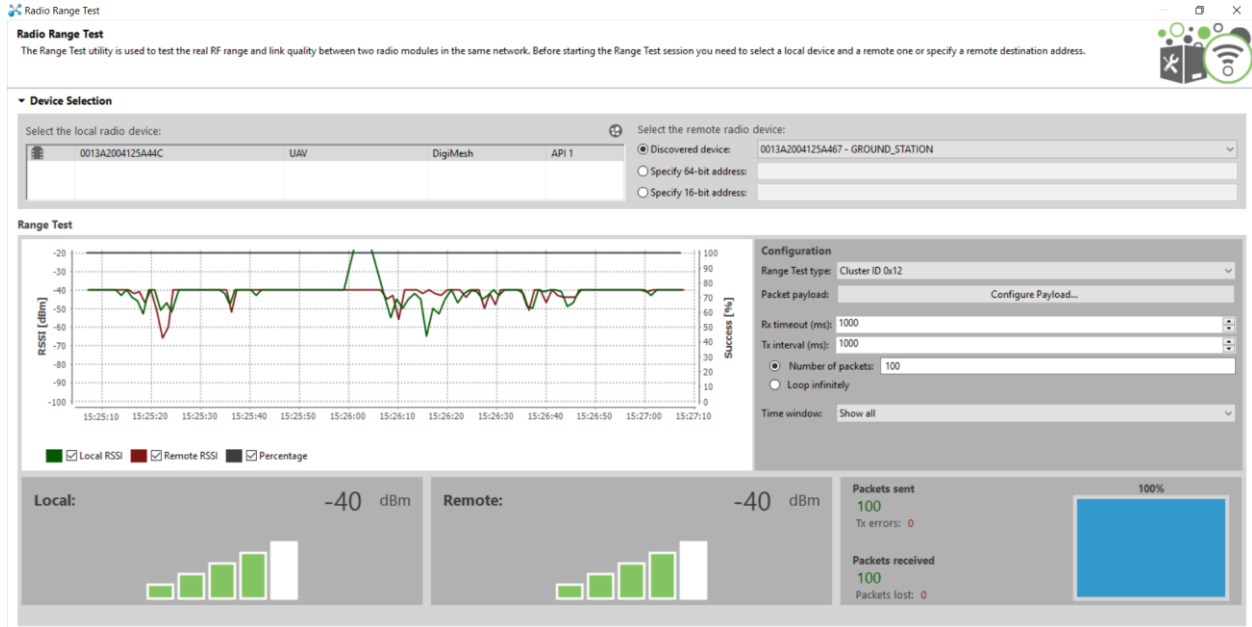 Radio Range Test
Radio Range Test
The Range Test utility is used to test the real RF range and link quality between two radio modules in the same network. Before starting the Range Test session you need to select a local device and a remote one or specify a remote destination address.
Device Selection
Select the local radio device:
0013A2004125A44C UAV DigiMesh API 1
Select the remote radio device:
Discovered device: 0013A2004125A467 - GROUND_STATION
Specify 64-bit address:
Specify 16-bit address:
Range Test
RSSI [dBm]
-20
-30
-40
-50
-60
-70
-80
-90
-100
100
90
80
70
60
50
40
30
20
10
0
Success [%]
15:25:10 15:25:20 15:25:30 15:25:40 15:25:50 15:26:00 15:26:10 15:26:20 15:26:30 15:26:40 15:26:50 15:27:00 15:27:10
Local RSSI Remote RSSI Percentage
Configuration
Range Test type: Cluster ID 0x12
Packet payload: Configure Payload...
Rx timeout (ms): 1000
Tx interval (ms): 1000
Number of packets: 100
Loop infinitely
Time window: Show all
Local: -40 dBm
Remote: -40 dBm
Packets sent
100
Tx errors: 0
Packets received
100
Packets lost: 0
100%